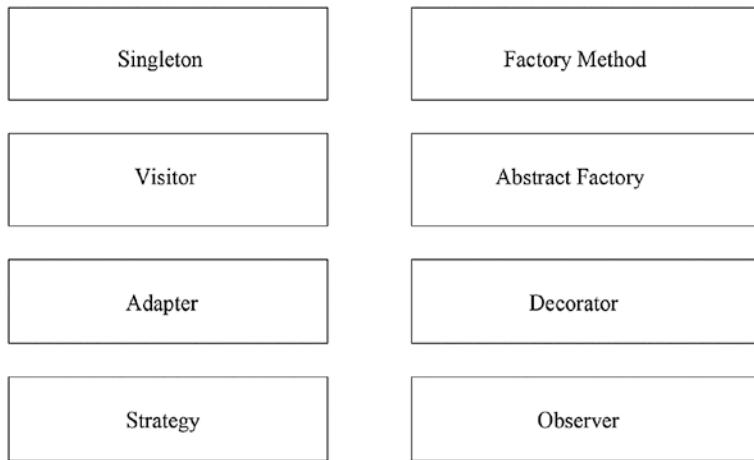 Singleton
Factory Method
Visitor
Abstract Factory
Adapter
Decorator
Strategy
Observer